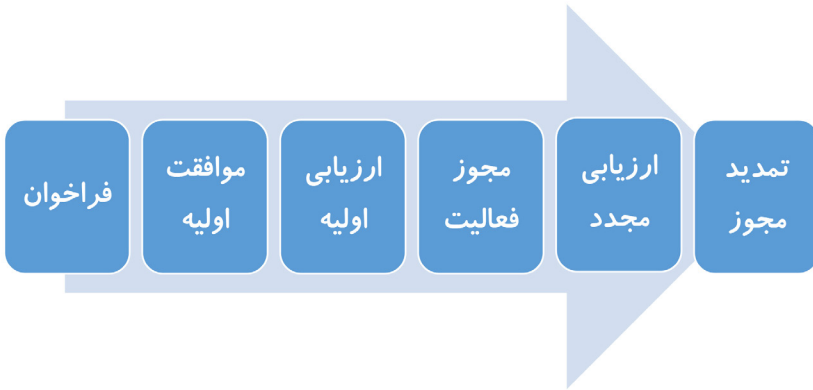 فراخوان
موافقت
اولیه
ارزیابی
اولیه
مجوز
فعالیت
ارزیابی
مجدد
تمدید
مجوز